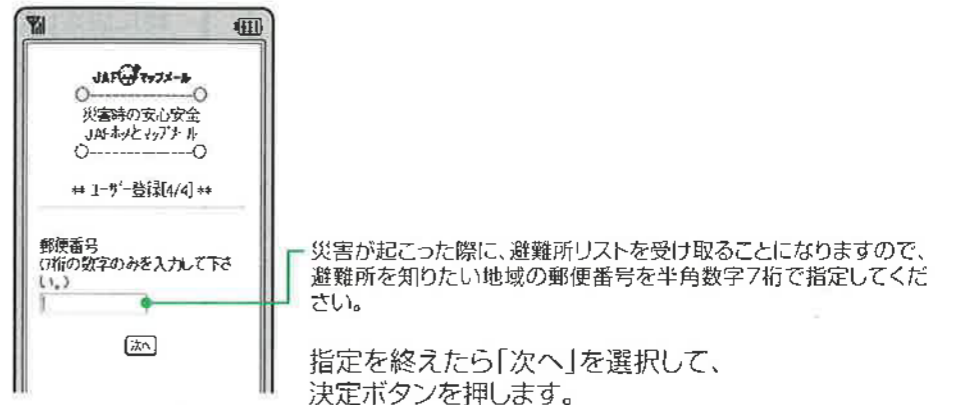 JAF マップメール
災害時の安心安全
JAFホッとマップメール
** ユーザー登録[4/4] **
郵便番号
(7桁の数字のみを入力して下さ
い。)
次へ
災害が起こった際に、避難所リストを受け取ることになりますので、
避難所を知りたい地域の郵便番号を半角数字7桁で指定してくだ
さい。
指定を終えたら「次へ」を選択して、
決定ボタンを押します。